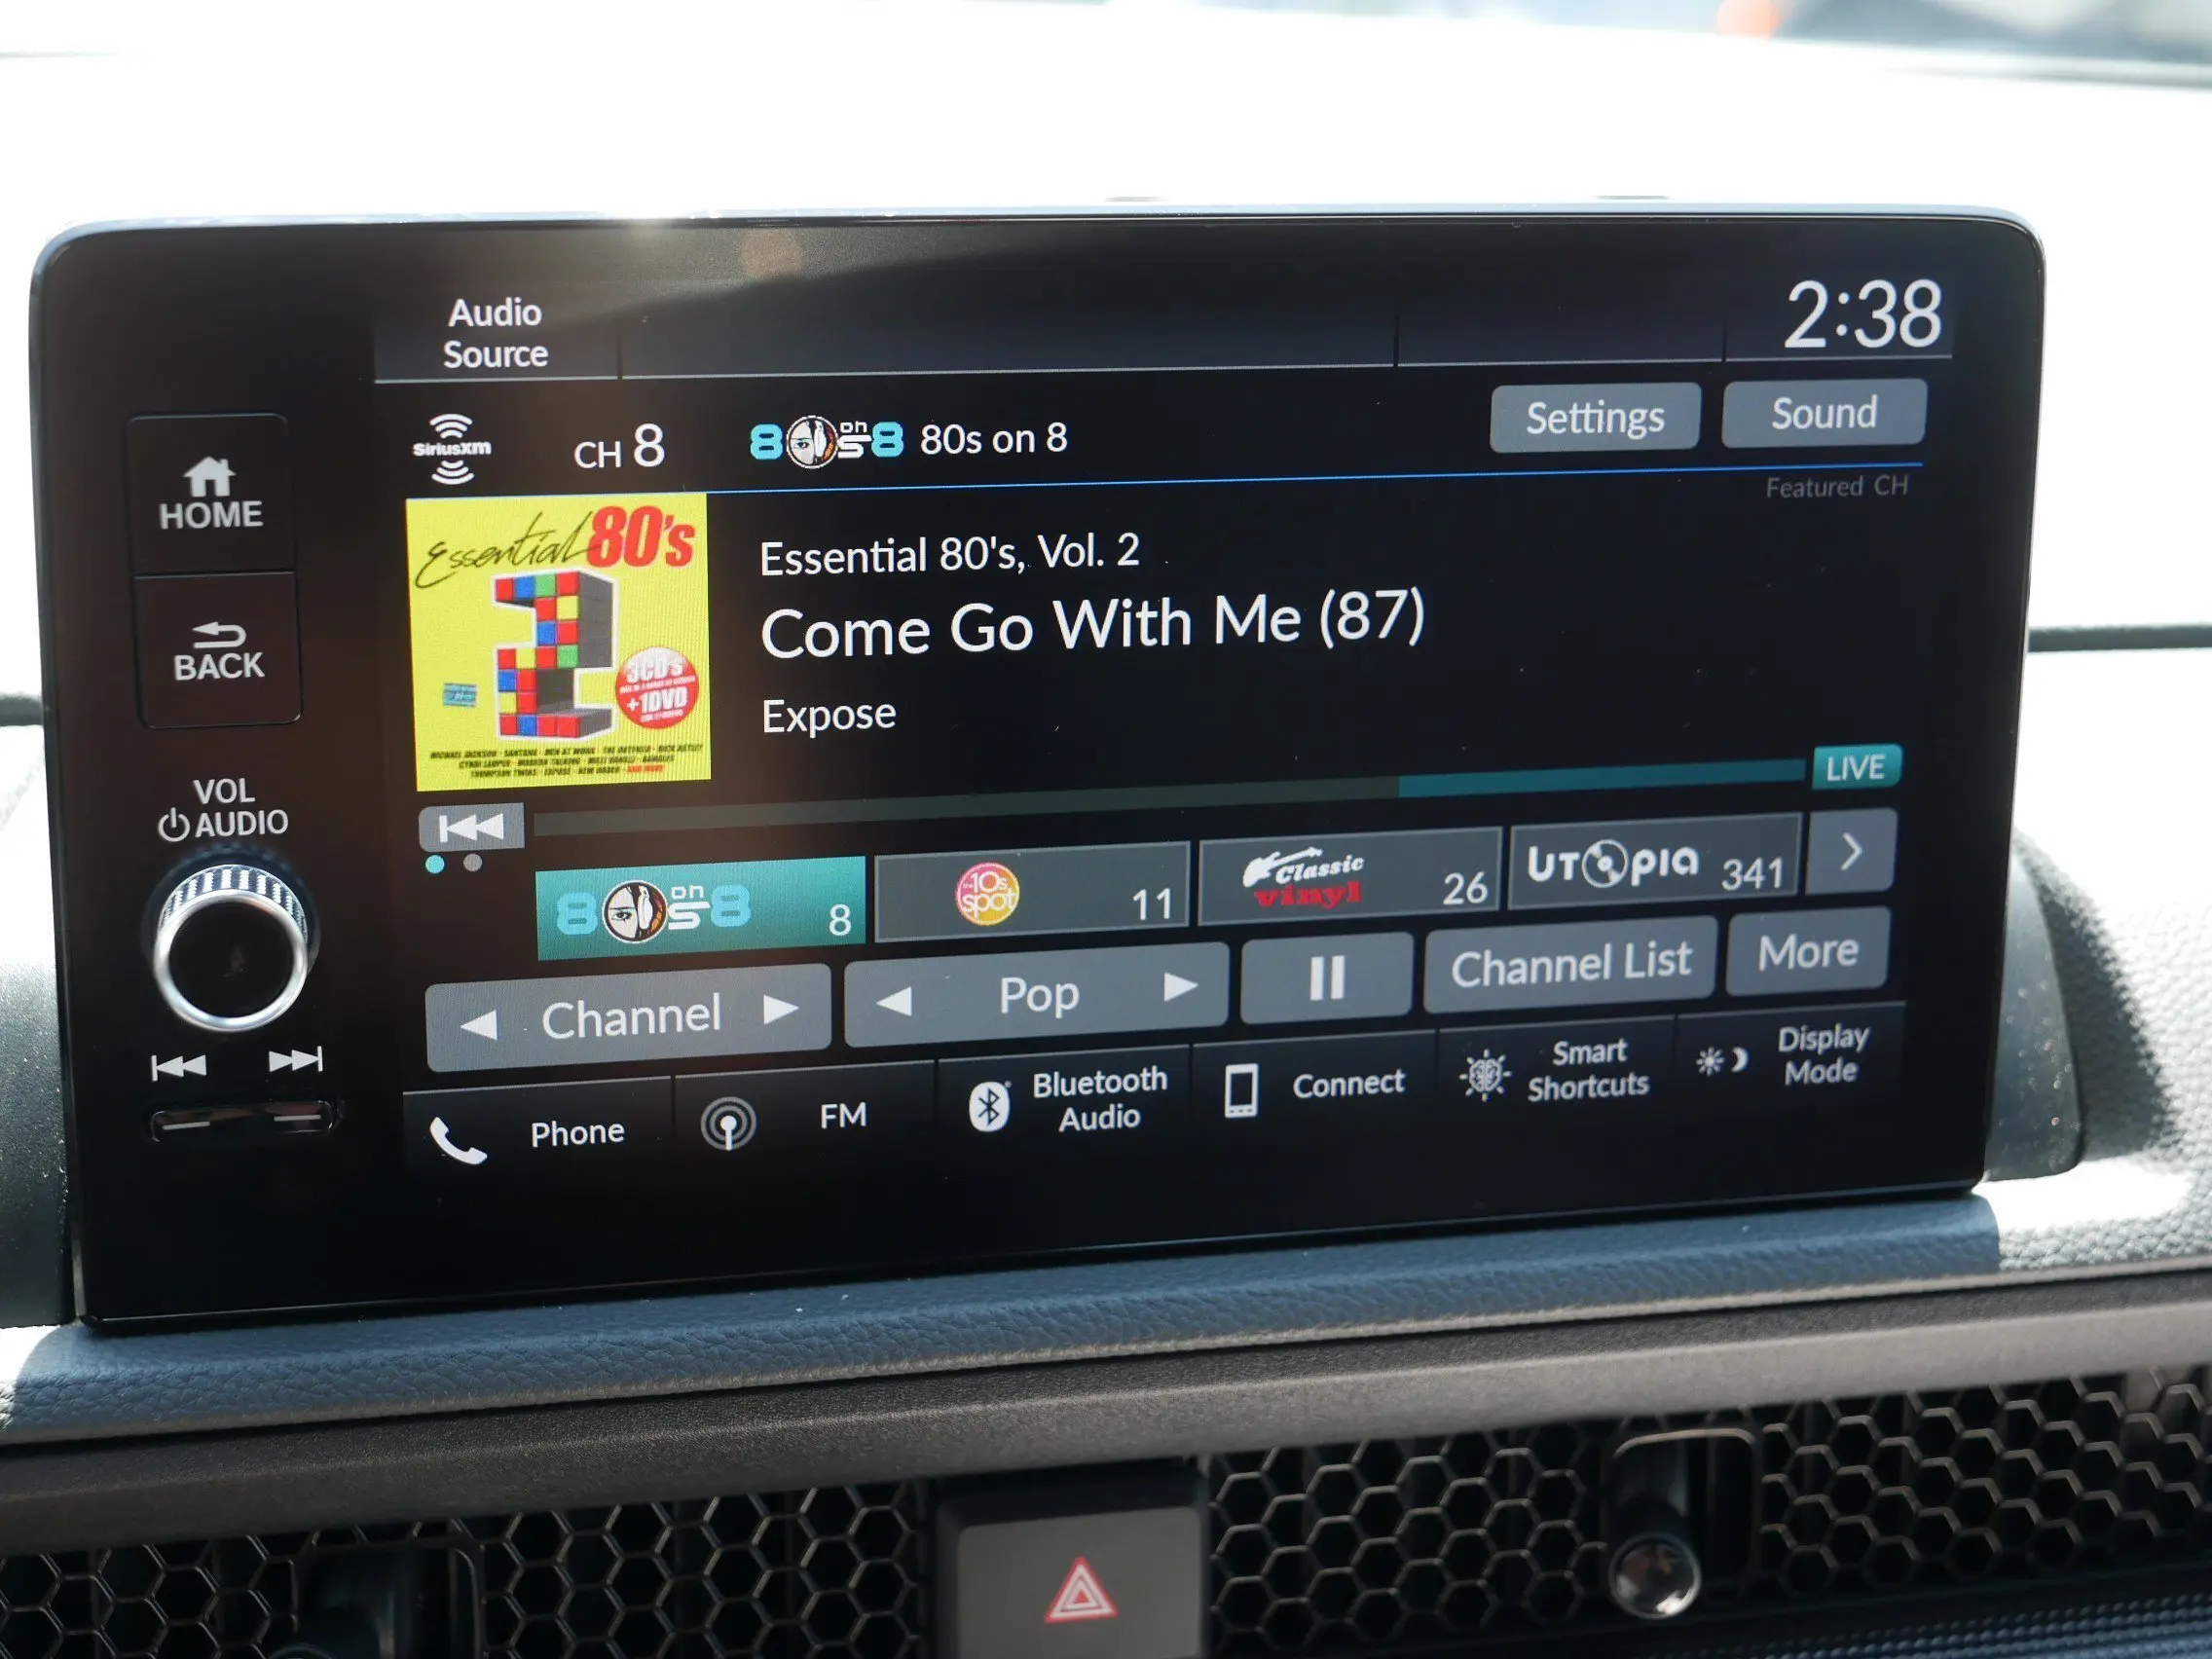 Audio
Source
2:38
SiriusXM
CH 8
80s on 8
80s on 8
Settings
Sound
Featured CH
HOME
BACK
VOL
AUDIO
Essential 80's
3CD's
+1DVD
Essential 80's, Vol. 2
Come Go With Me (87)
Expose
LIVE
80s on 8
8
10s
spot
11
Classic
vinyl
26
UTOPIA
341
Channel
Pop
Channel List
More
Phone
FM
Bluetooth
Audio
Connect
Smart
Shortcuts
Display
Mode